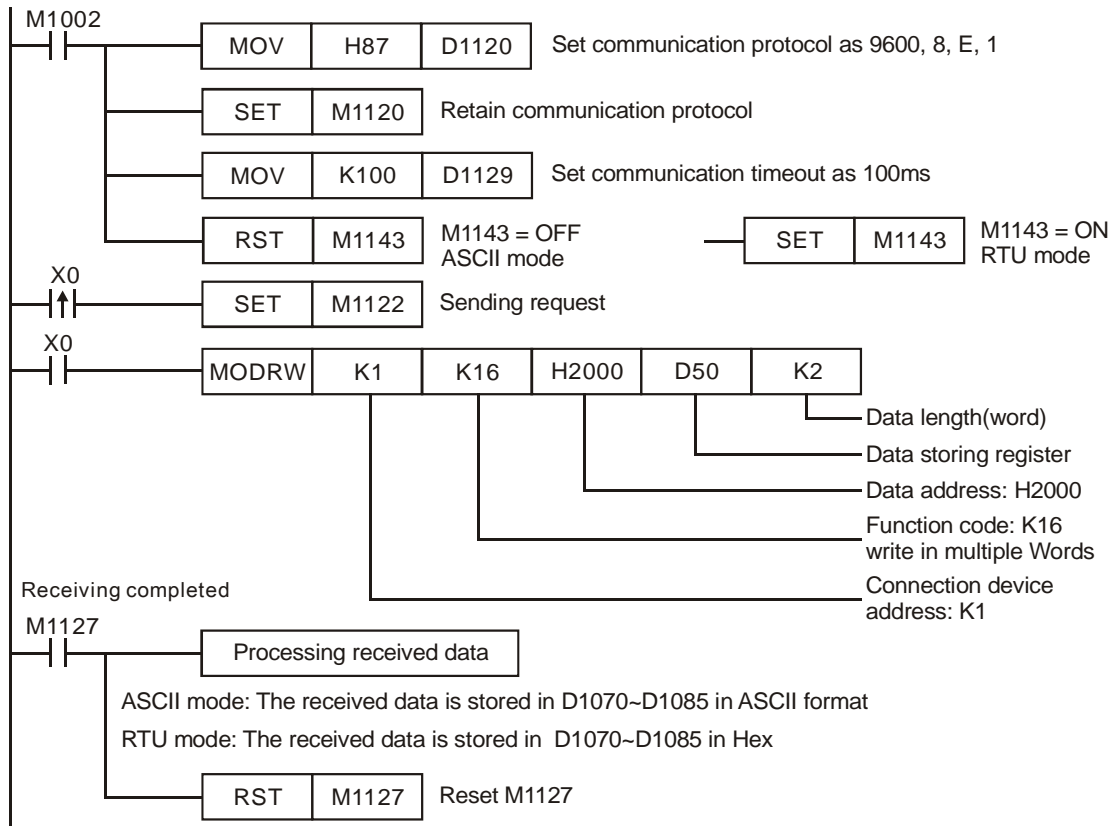 M1002
MOV H87 D1120 Set communication protocol as 9600, 8, E, 1
SET M1120 Retain communication protocol
MOV K100 D1129 Set communication timeout as 100ms
RST M1143 M1143 = OFF
ASCII mode
SET M1143 M1143 = ON
RTU mode
X0
SET M1122 Sending request
X0
MODRW K1 K16 H2000 D50 K2
Data length(word)
Data storing register
Data address: H2000
Function code: K16
write in multiple Words
Connection device
address: K1
Receiving completed
M1127
Processing received data
ASCII mode: The received data is stored in D1070~D1085 in ASCII format
RTU mode: The received data is stored in D1070~D1085 in Hex
RST M1127 Reset M1127